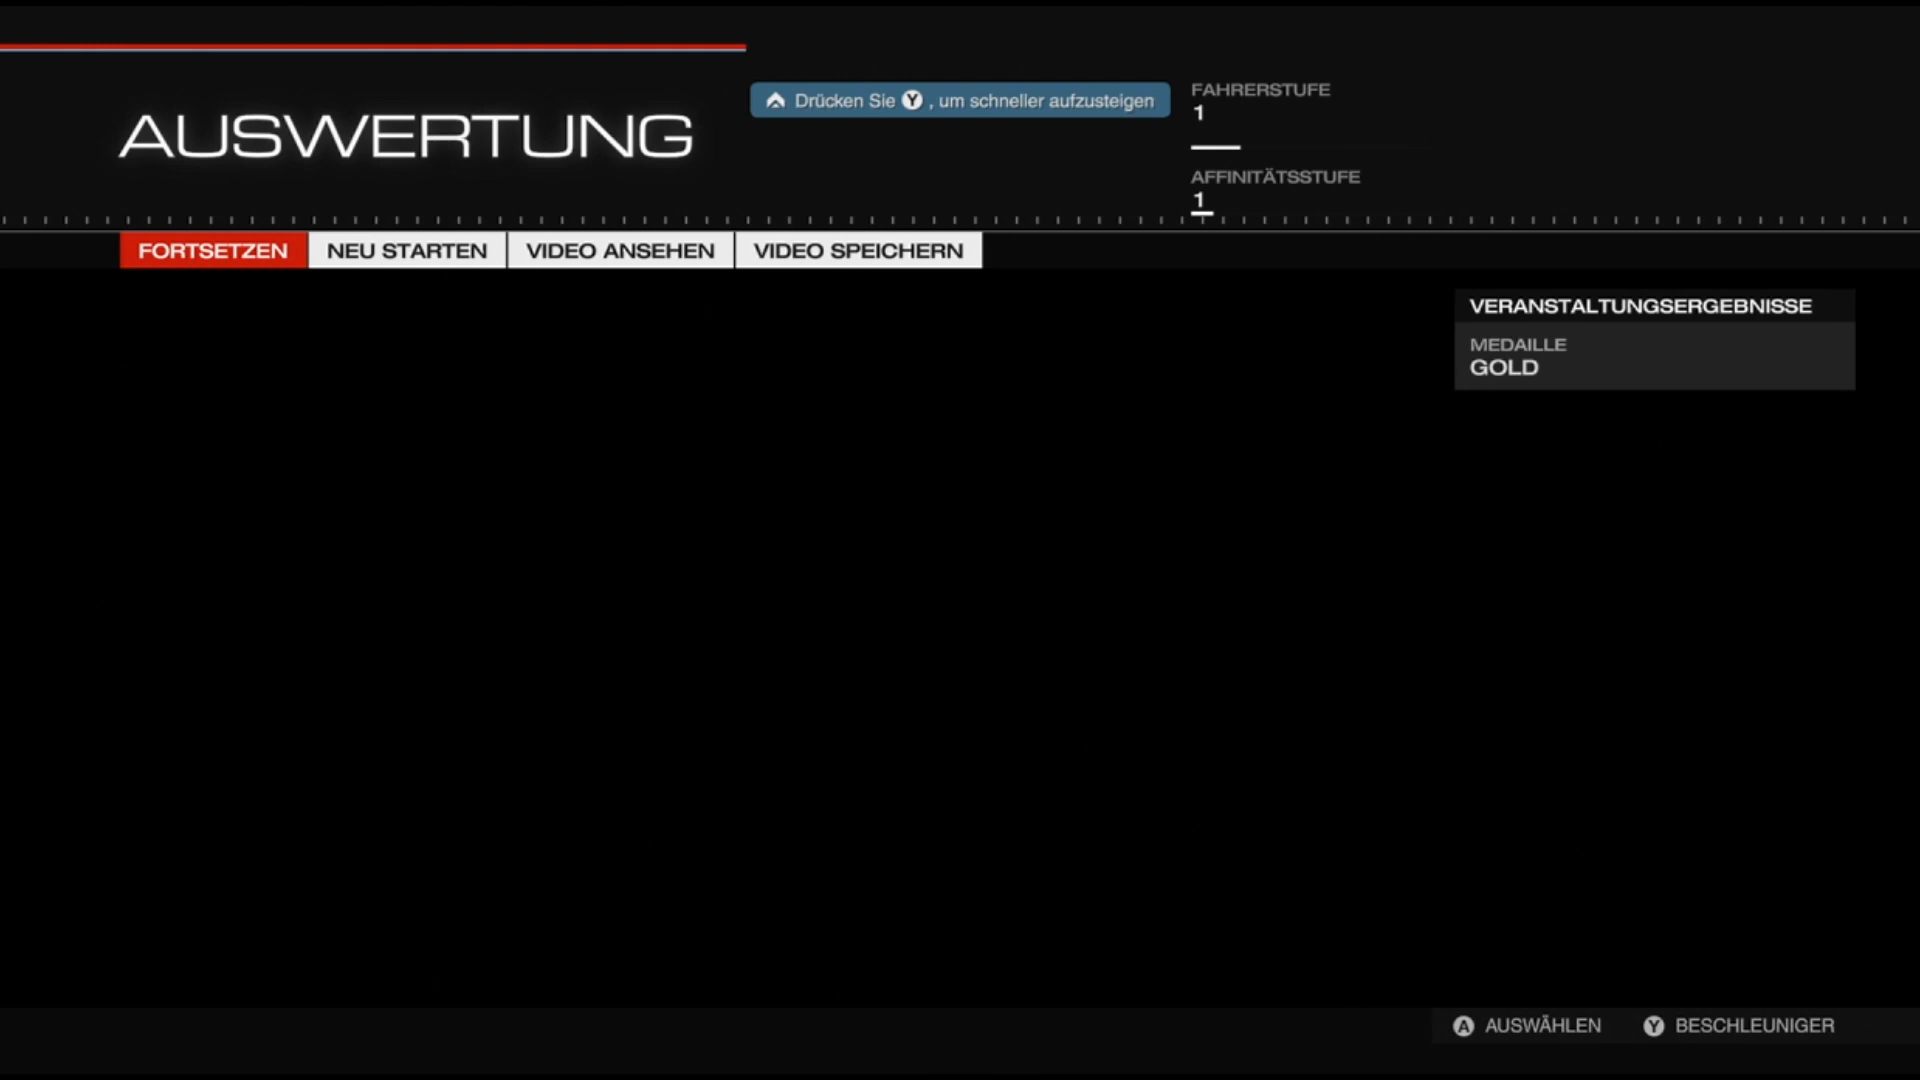 AUSWERTUNG
Drücken Sie Y , um schneller aufzusteigen
FAHRERSTUFE
1
AFFINITÄTSSTUFE
1
FORTSETZEN NEU STARTEN VIDEO ANSEHEN VIDEO SPEICHERN
VERANSTALTUNGSERGEBNISSE
MEDAILLE
GOLD
A AUSWÄHLEN Y BESCHLEUNIGER